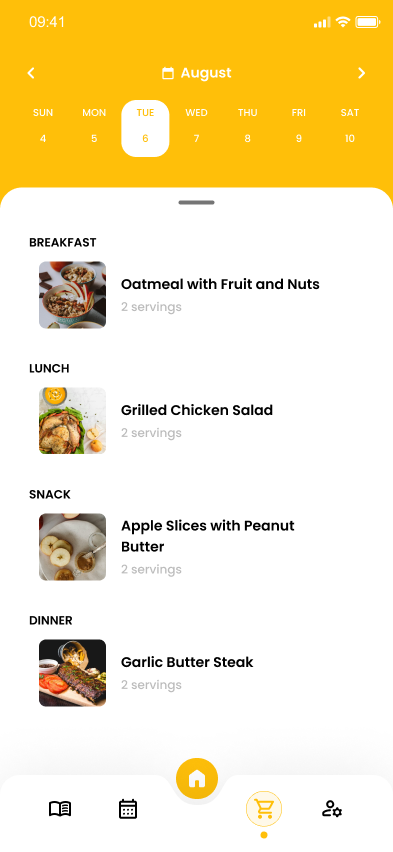 09:41
August
SUN MON TUE WED THU FRI SAT
4 5 6 7 8 9 10
BREAKFAST
Oatmeal with Fruit and Nuts
2 servings
LUNCH
Grilled Chicken Salad
2 servings
SNACK
Apple Slices with Peanut
Butter
2 servings
DINNER
Garlic Butter Steak
2 servings